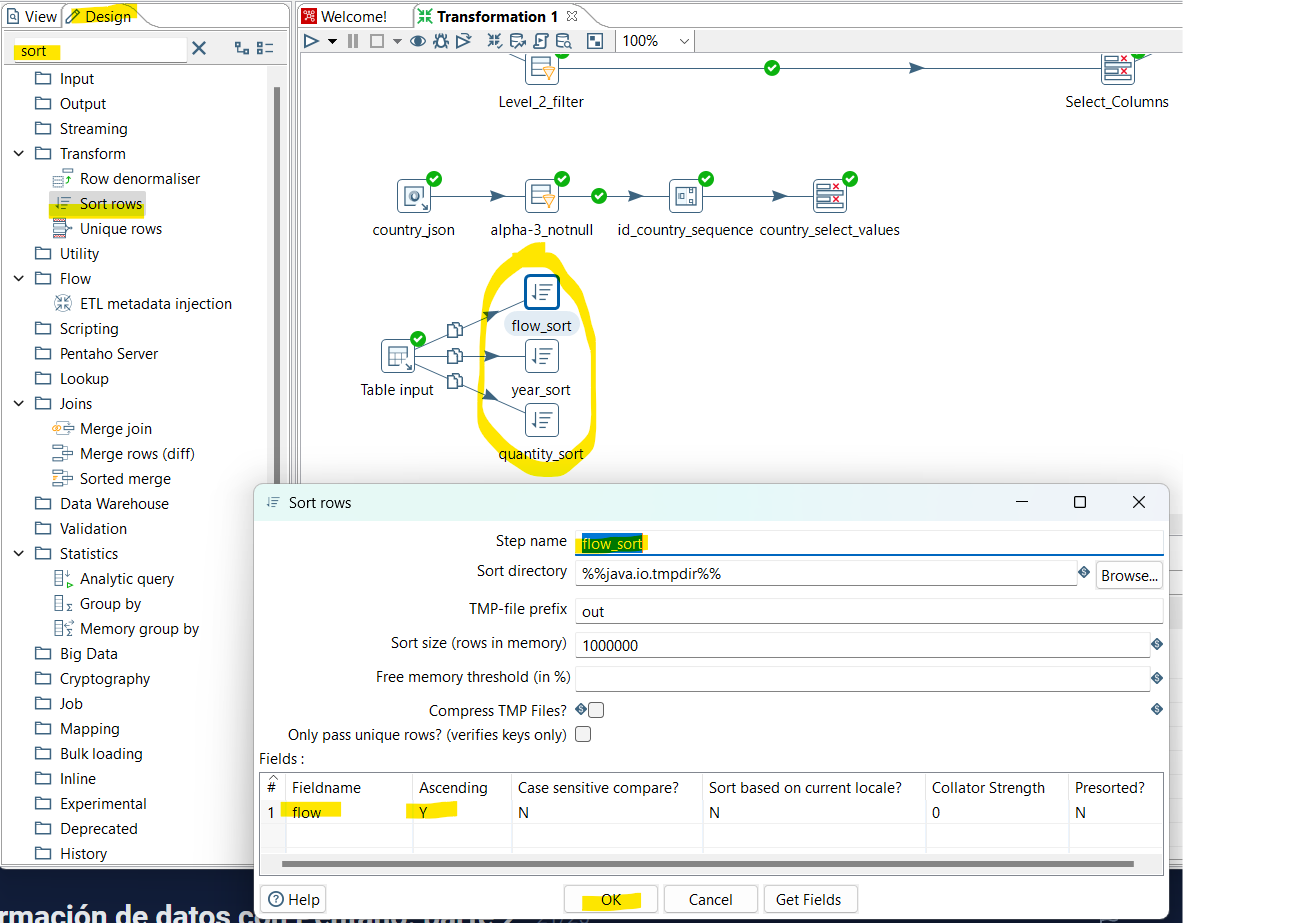 View
Design
Welcome!
Transformation 1
sort
100%
Input
Output
Streaming
Transform
Row denormaliser
Sort rows
Unique rows
Utility
Flow
ETL metadata injection
Scripting
Pentaho Server
Lookup
Joins
Merge join
Merge rows (diff)
Sorted merge
Data Warehouse
Validation
Statistics
Analytic query
Group by
Memory group by
Big Data
Cryptography
Job
Mapping
Bulk loading
Inline
Experimental
Deprecated
History
Level_2_filter
Select_Columns
country_json
alpha-3_notnull
id_country_sequence
country_select_values
flow_sort
Table input
year_sort
quantity_sort
Sort rows
Step name flow_sort
Sort directory %%java.io.tmpdir%% Browse...
TMP-file prefix out
Sort size (rows in memory) 1000000
Free memory threshold (in %)
Compress TMP Files?
Only pass unique rows? (verifies keys only)
Fields :
# Fieldname Ascending Case sensitive compare? Sort based on current locale? Collator Strength Presorted?
1 flow Y N N 0 N
Help OK Cancel Get Fields